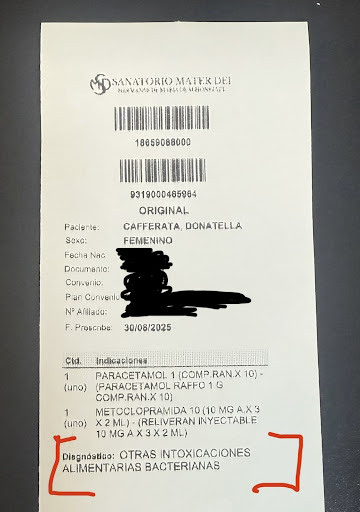 SANATORIO MATER DEI
18659088000
9319000465964
ORIGINAL
Paciente: CAFFERATA, DONATELLA
Sexo: FEMENINO
Fecha Nac
Documento:
Convenio:
Plan Convenio
Nº Afiliado:
F. Prescribe: 30/08/2025
Ctd. Indicaciones
1 PARACETAMOL 1 (COMP.RAN.X 10) -
(uno) (PARACETAMOL RAFFO 1 G
COMP.RAN.X 10)
1 METOCLOPRAMIDA 10 (10 MG A.X 3
(uno) X 2 ML) - (RELIVERAN INYECTABLE
10 MG A X 3 X 2 ML)
Diagnóstico: OTRAS INTOXICACIONES
ALIMENTARIAS BACTERIANAS